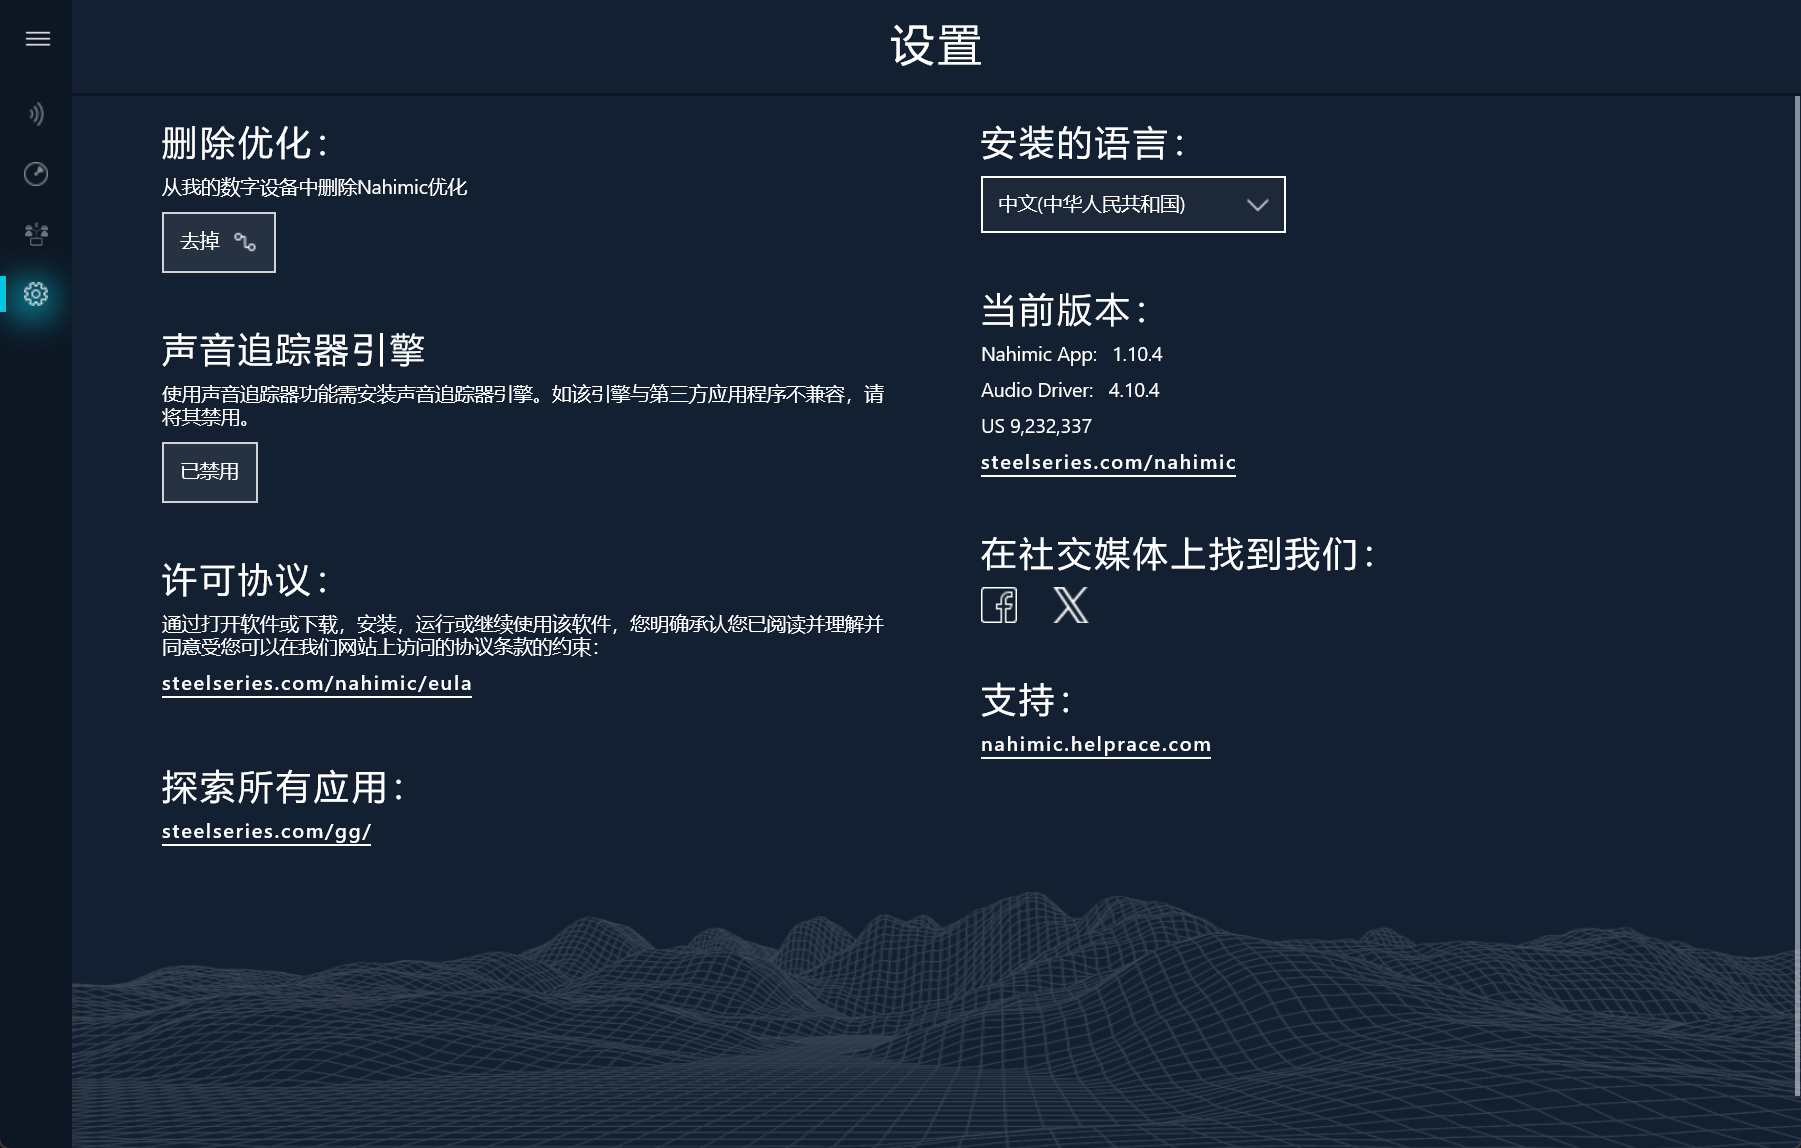 设置
删除优化：
从我的数字设备中删除Nahimic优化
去掉
声音追踪器引擎
使用声音追踪器功能需安装声音追踪器引擎。如该引擎与第三方应用程序不兼容，请
将其禁用。
已禁用
许可协议：
通过打开软件或下载，安装，运行或继续使用该软件，您明确承认您已阅读并理解并
同意受您可以在我们网站上访问的协议条款的约束：
steelseries.com/nahimic/eula
探索所有应用：
steelseries.com/gg/
安装的语言：
中文(中华人民共和国)
当前版本：
Nahimic App: 1.10.4
Audio Driver: 4.10.4
US 9,232,337
steelseries.com/nahimic
在社交媒体上找到我们：
支持：
nahimic.helprace.com